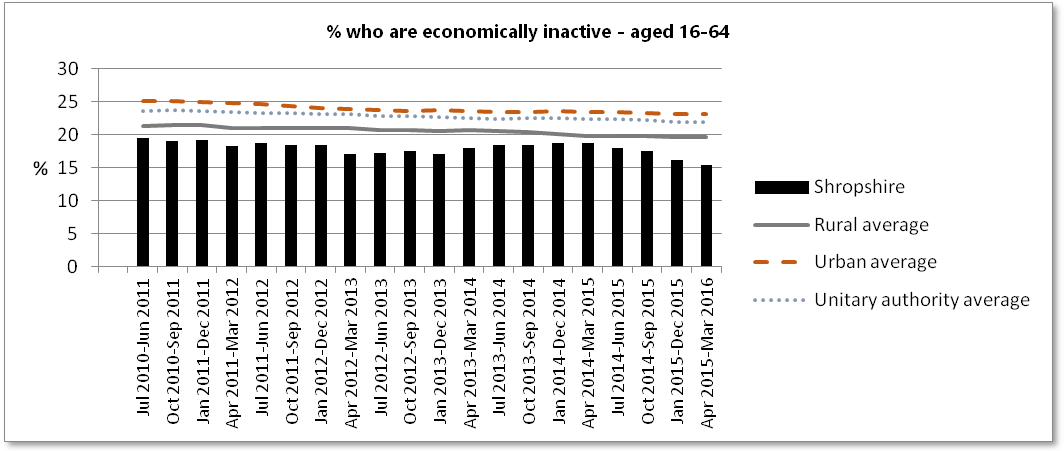 % who are economically inactive - aged 16-64
30
25
20
15
10
5
0
%
Jul 2010-Jun 2011
Oct 2010-Sep 2011
Jan 2011-Dec 2011
Apr 2011-Mar 2012
Jul 2011-Jun 2012
Oct 2011-Sep 2012
Jan 2012-Dec 2012
Apr 2012-Mar 2013
Jul 2012-Jun 2013
Oct 2012-Sep 2013
Jan 2013-Dec 2013
Apr 2013-Mar 2014
Jul 2013-Jun 2014
Oct 2013-Sep 2014
Jan 2014-Dec 2014
Apr 2014-Mar 2015
Jul 2014-Jun 2015
Oct 2014-Sep 2015
Jan 2015-Dec 2015
Apr 2015-Mar 2016
Shropshire
Rural average
Urban average
Unitary authority average